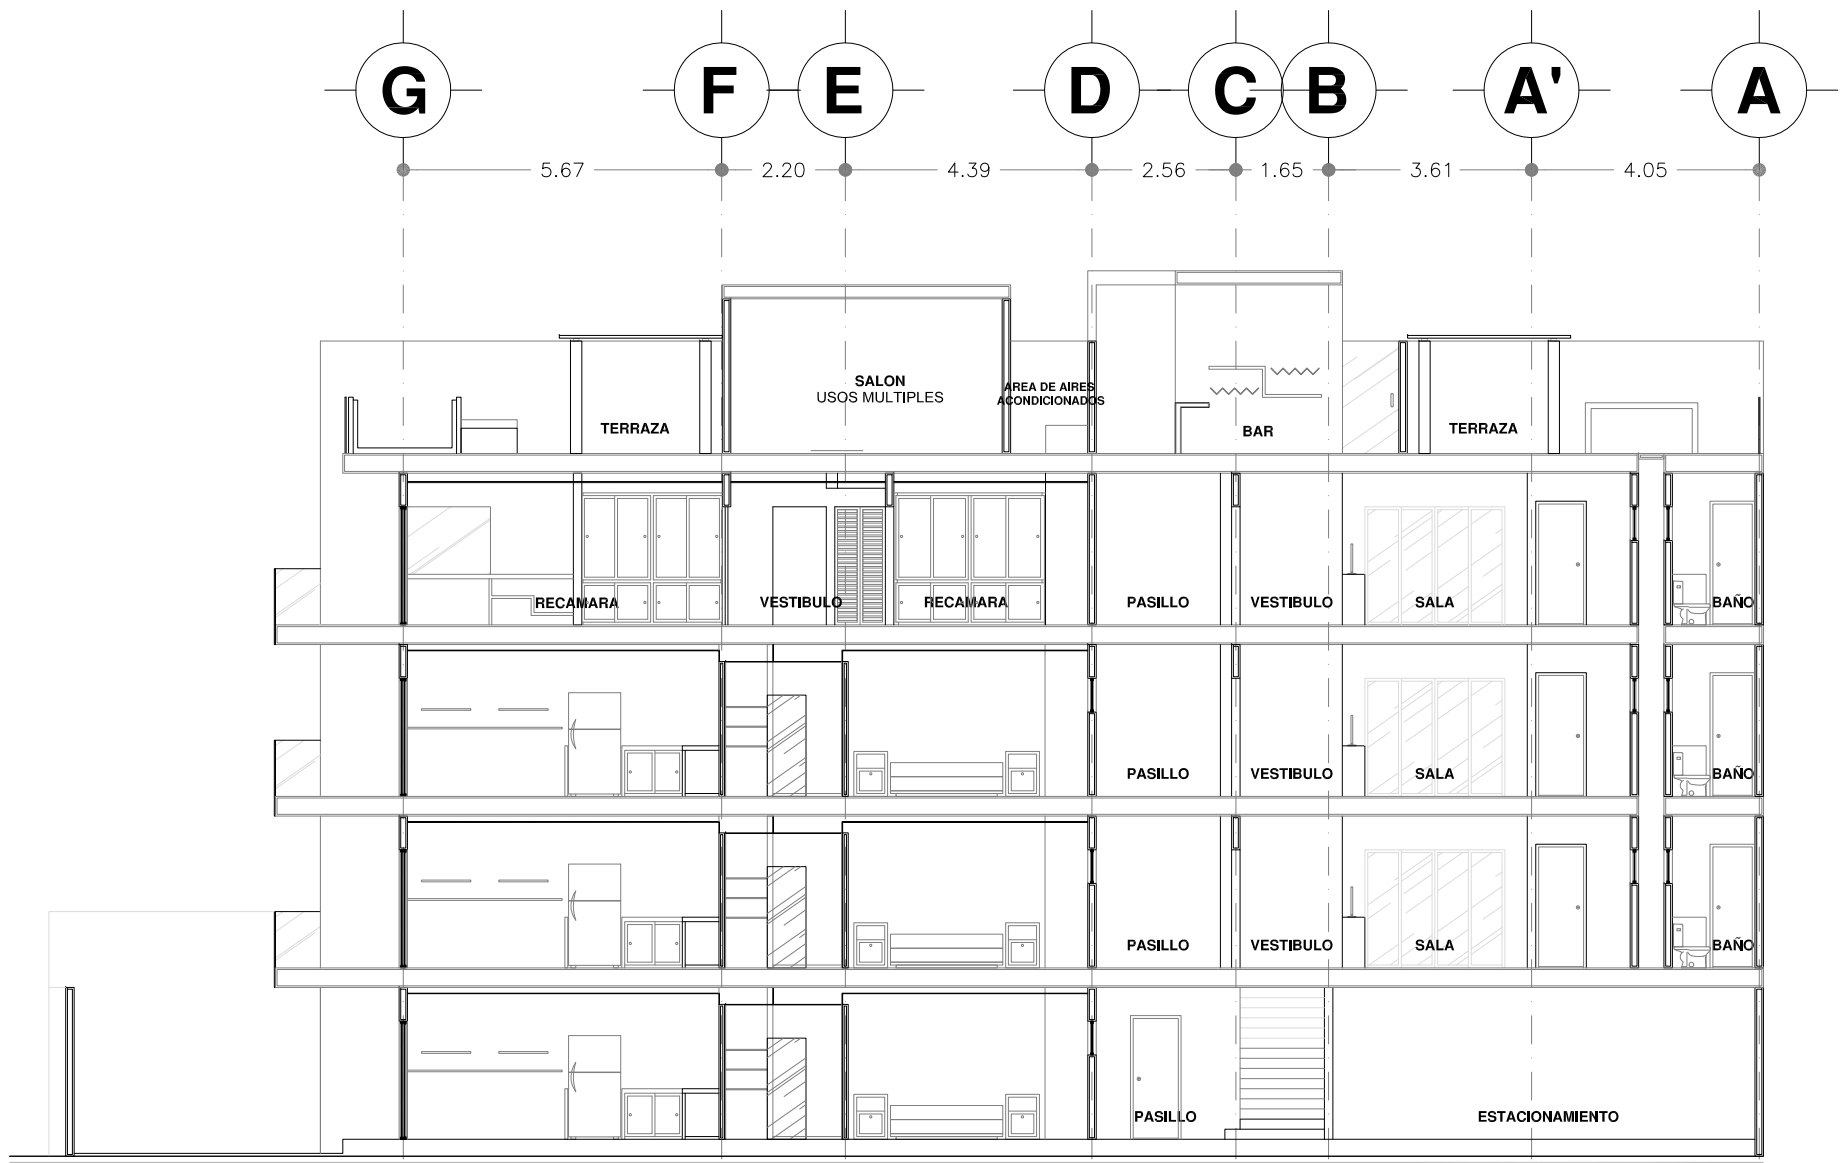 G F E D C B A' A
5.67 2.20 4.39 2.56 1.65 3.61 4.05
SALON
USOS MULTIPLES
AREA DE AIRES
ACONDICIONADOS
TERRAZA
BAR
TERRAZA
RECAMARA VESTIBULO RECAMARA PASILLO VESTIBULO SALA BAÑO
PASILLO VESTIBULO SALA BAÑO
PASILLO VESTIBULO SALA BAÑO
PASILLO ESTACIONAMIENTO